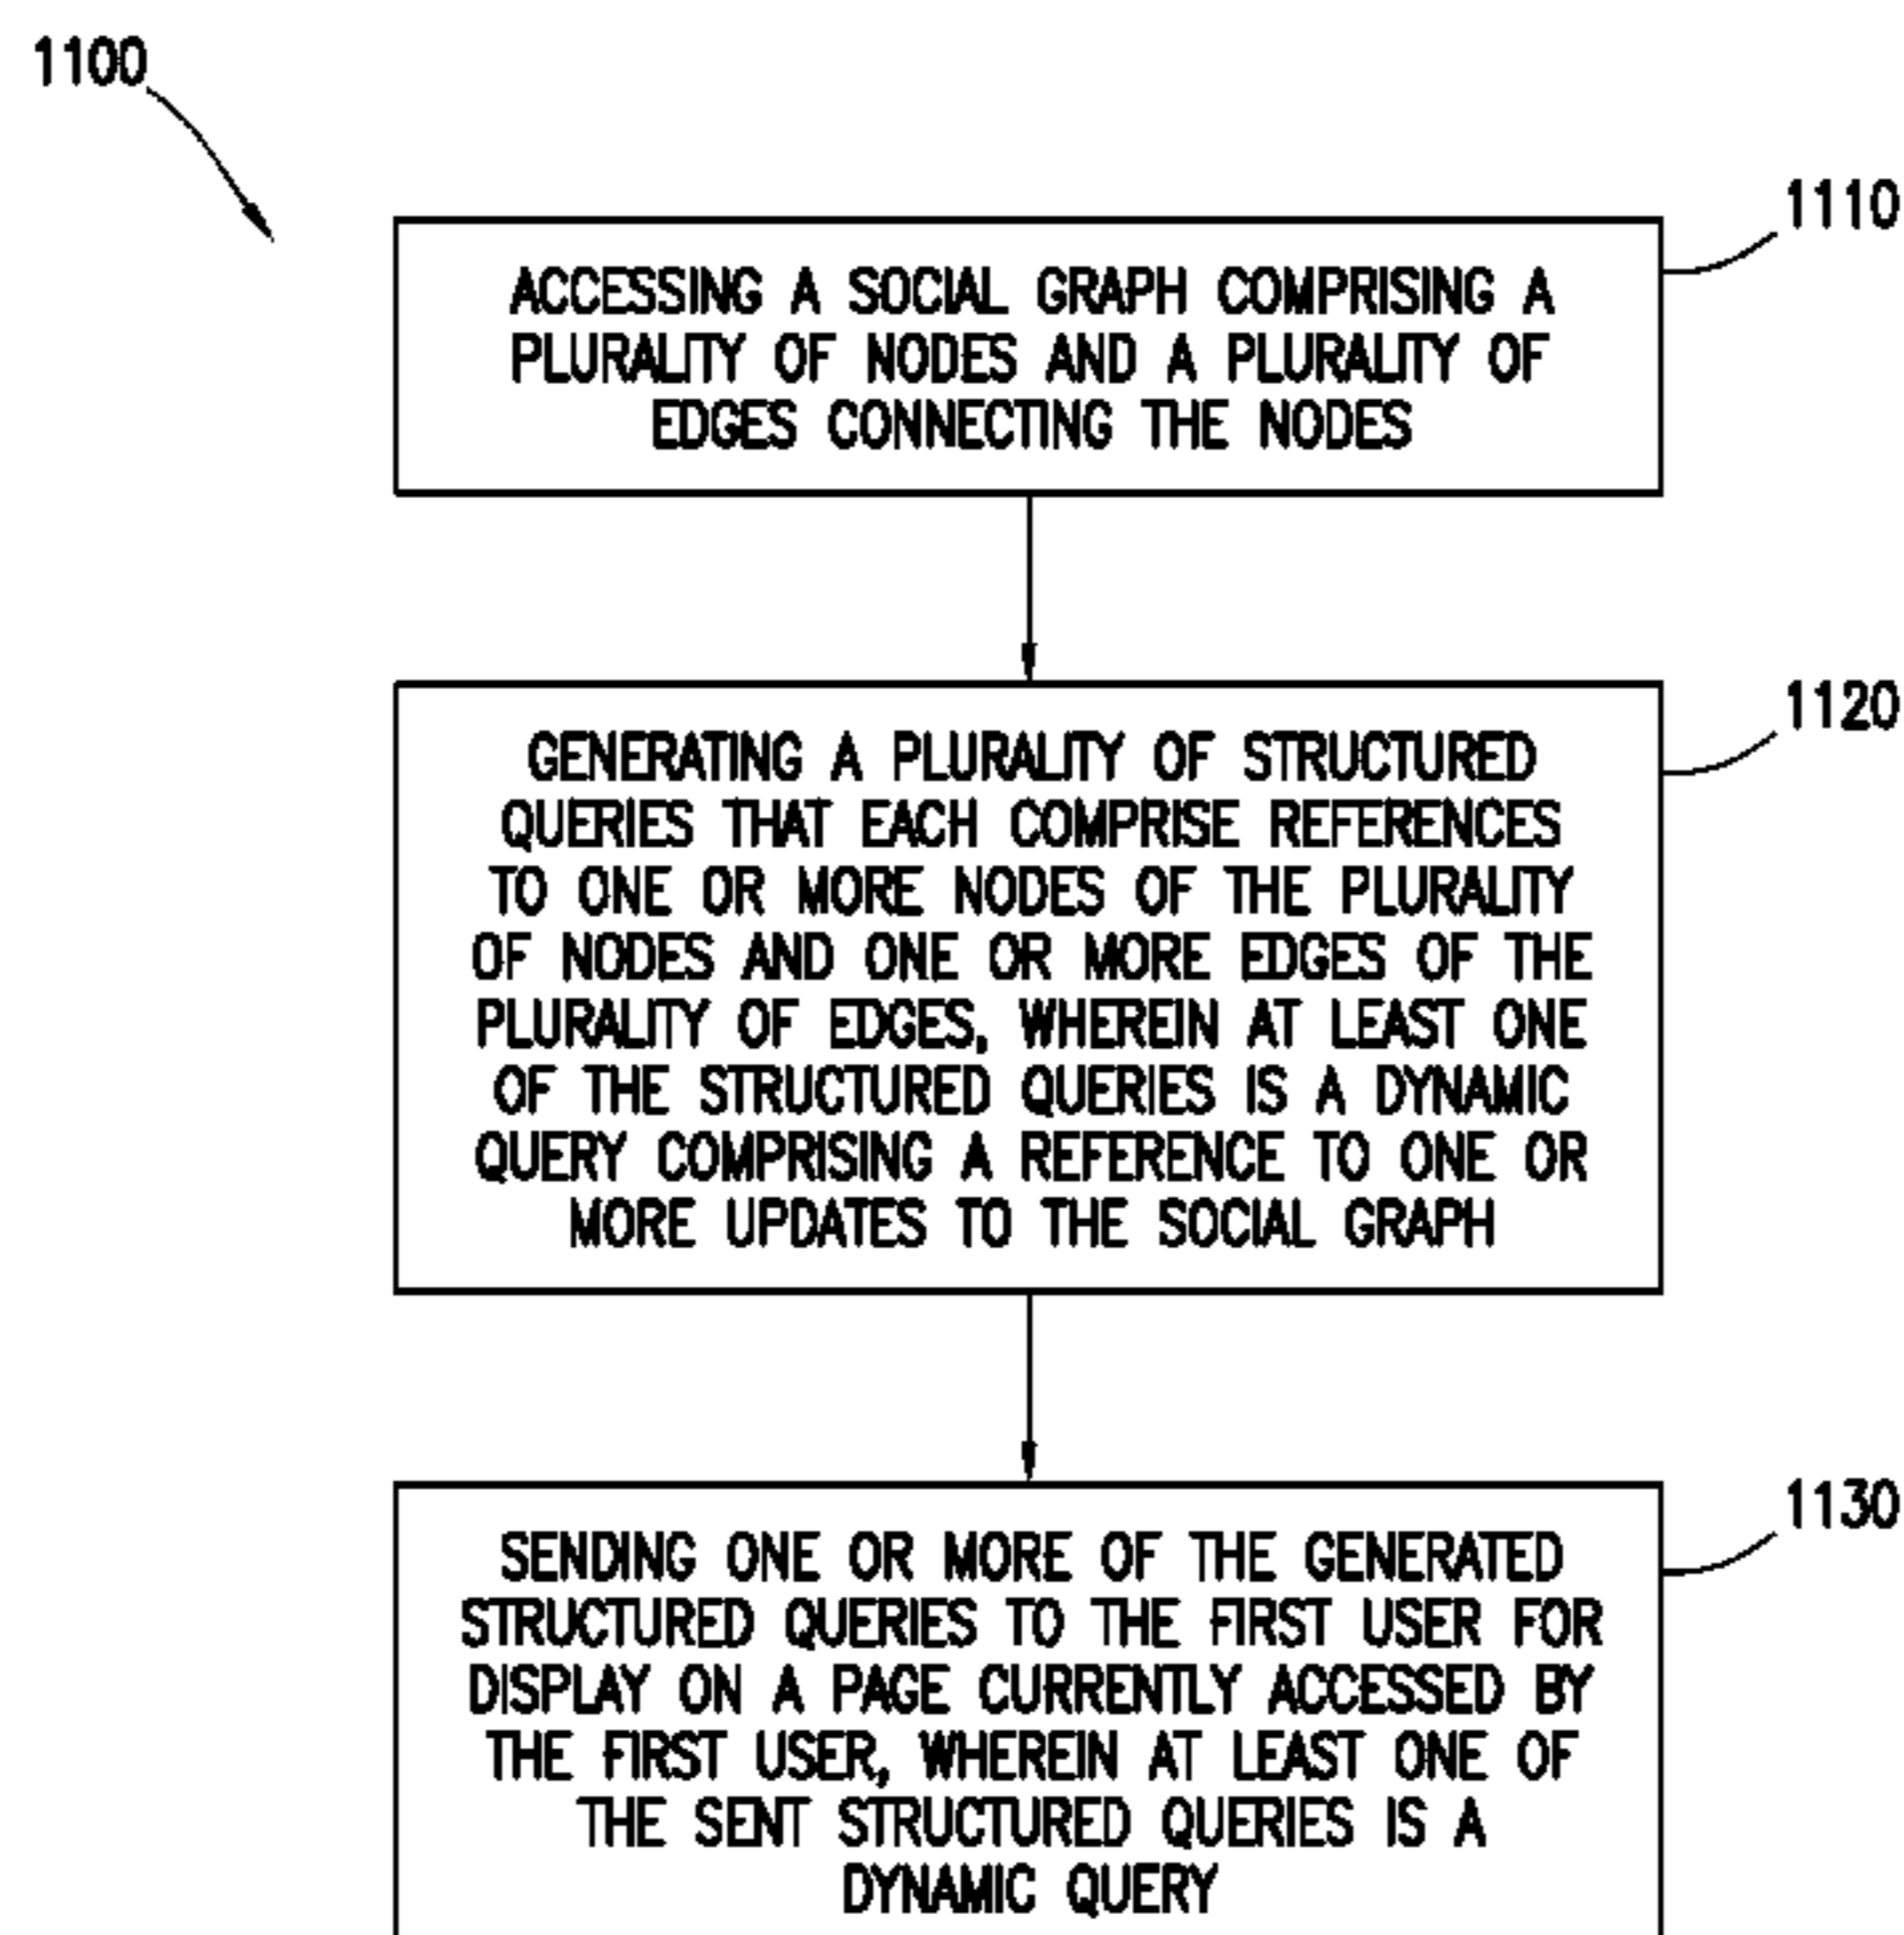 1100
1110
ACCESSING A SOCIAL GRAPH COMPRISING A
PLURALITY OF NODES AND A PLURALITY OF
EDGES CONNECTING THE NODES
1120
GENERATING A PLURALITY OF STRUCTURED
QUERIES THAT EACH COMPRISE REFERENCES
TO ONE OR MORE NODES OF THE PLURALITY
OF NODES AND ONE OR MORE EDGES OF THE
PLURALITY OF EDGES, WHEREIN AT LEAST ONE
OF THE STRUCTURED QUERIES IS A DYNAMIC
QUERY COMPRISING A REFERENCE TO ONE OR
MORE UPDATES TO THE SOCIAL GRAPH
1130
SENDING ONE OR MORE OF THE GENERATED
STRUCTURED QUERIES TO THE FIRST USER FOR
DISPLAY ON A PAGE CURRENTLY ACCESSED BY
THE FIRST USER, WHEREIN AT LEAST ONE OF
THE SENT STRUCTURED QUERIES IS A
DYNAMIC QUERY